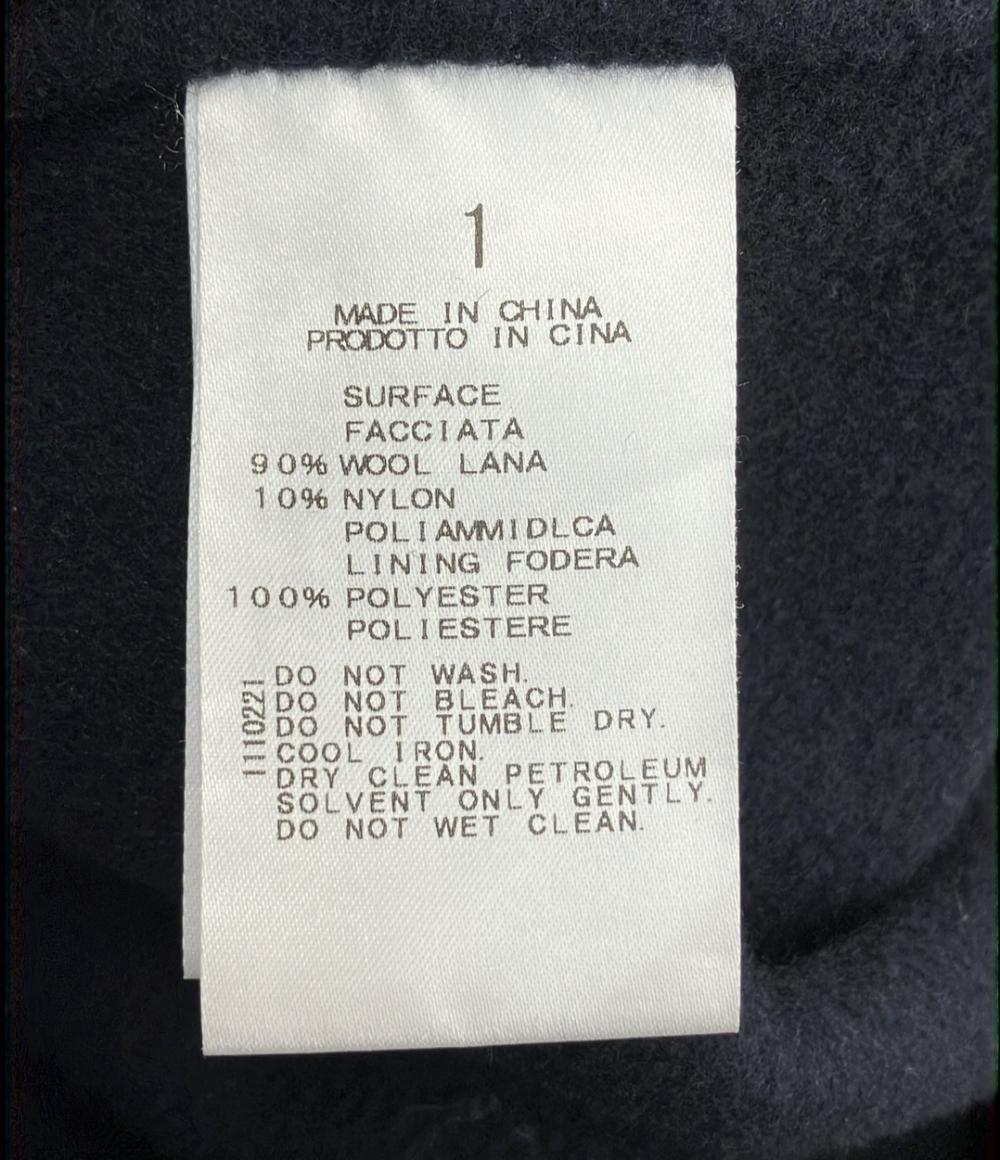 1
MADE IN CHINA
PRODOTTO IN CINA
SURFACE
FACCIATA
90% WOOL LANA
10% NYLON
POLIAMMIDLCA
LINING FODERA
100% POLYESTER
POLIESTERE
DO NOT WASH.
DO NOT BLEACH.
DO NOT TUMBLE DRY.
COOL IRON.
DRY CLEAN PETROLEUM
SOLVENT ONLY GENTLY.
DO NOT WET CLEAN.
1110221